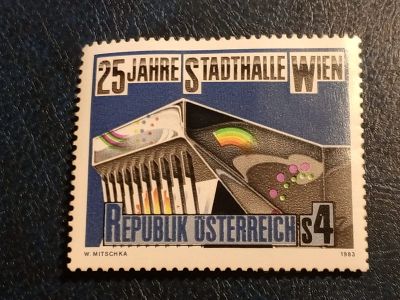 25 JAHRE STADTHALLE WIEN
REPUBLIK ÖSTERREICH S4
W. MITSCHKA 1983